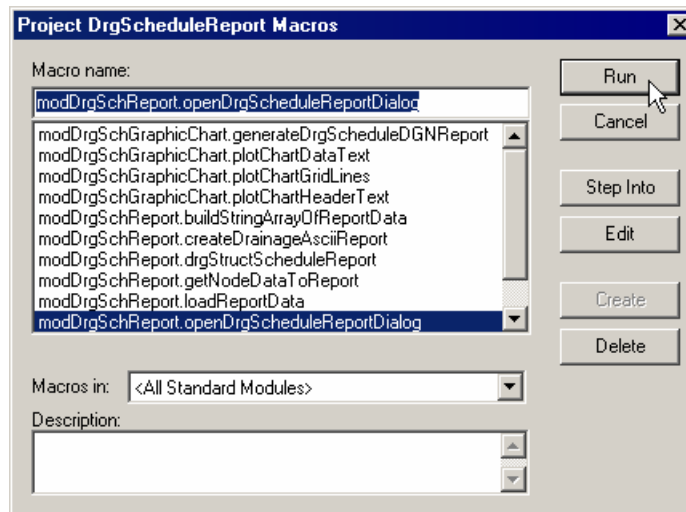 Project DrgScheduleReport Macros
Macro name:
modDrgSchReport.openDrgScheduleReportDialog
modDrgSchGraphicChart.generateDrgScheduleDGNReport
modDrgSchGraphicChart.plotChartDataText
modDrgSchGraphicChart.plotChartGridLines
modDrgSchGraphicChart.plotChartHeaderText
modDrgSchReport.buildStringArrayOfReportData
modDrgSchReport.createDrainageAsciiReport
modDrgSchReport.drgStructScheduleReport
modDrgSchReport.getNodeDataToReport
modDrgSchReport.loadReportData
modDrgSchReport.openDrgScheduleReportDialog
Run
Cancel
Step Into
Edit
Create
Delete
Macros in: <All Standard Modules>
Description: